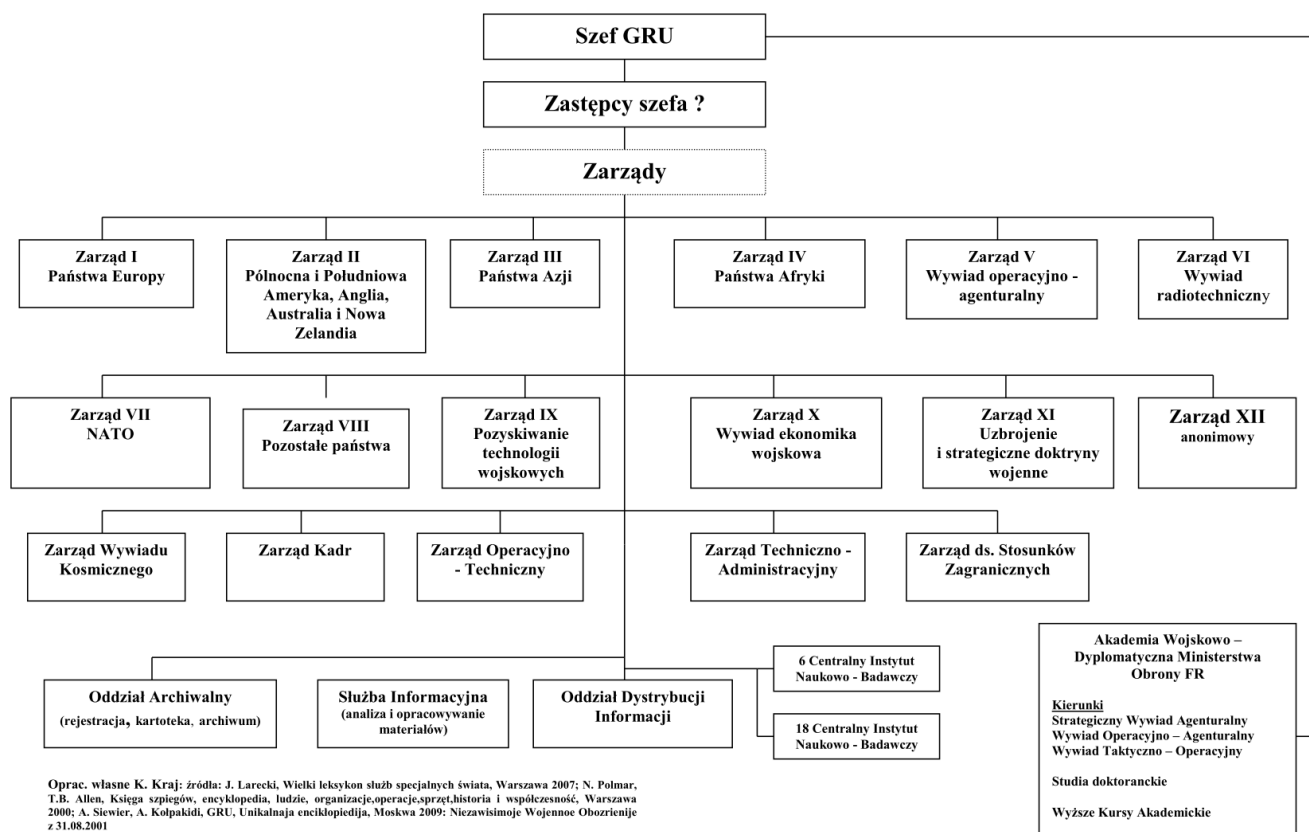 Szef GRU
Zastępcy szefa ?
Zarządy
Zarząd I
Państwa Europy
Zarząd II
Północna i Południowa
Ameryka, Anglia,
Australia i Nowa
Zelandia
Zarząd III
Państwa Azji
Zarząd IV
Państwa Afryki
Zarząd V
Wywiad operacyjno -
agenturalny
Zarząd VI
Wywiad
radiotechniczny
Zarząd VII
NATO
Zarząd VIII
Pozostałe państwa
Zarząd IX
Pozyskiwanie
technologii
wojskowych
Zarząd X
Wywiad ekonomika
wojskowa
Zarząd XI
Uzbrojenie
i strategiczne doktryny
wojenne
Zarząd XII
anonimowy
Zarząd Wywiadu
Kosmicznego
Zarząd Kadr
Zarząd Operacyjno
- Techniczny
Zarząd Techniczno -
Administracyjny
Zarząd ds. Stosunków
Zagranicznych
Oddział Archiwalny
(rejestracja, kartoteka, archiwum)
Służba Informacyjna
(analiza i opracowywanie
materiałów)
Oddział Dystrybucji
Informacji
6 Centralny Instytut
Naukowo - Badawczy
18 Centralny Instytut
Naukowo - Badawczy
Akademia Wojskowo –
Dyplomatyczna Ministerstwa
Obrony FR
Kierunki
Strategiczny Wywiad Agenturalny
Wywiad Operacyjno – Agenturalny
Wywiad Taktyczno – Operacyjny
Studia doktoranckie
Wyższe Kursy Akademickie
Oprac. własne K. Kraj: źródła: J. Larecki, Wielki leksykon służb specjalnych świata, Warszawa 2007; N. Polmar,
T.B. Allen, Księga szpiegów, encyklopedia, ludzie, organizacje,operacje,sprzęt,historia i współczesność, Warszawa
2000; A. Siewier, A. Kołpakidi, GRU, Unikalnaja encikłopiedija, Moskwa 2009: Niezawisimoje Wojennoe Obozrienije
z 31.08.2001